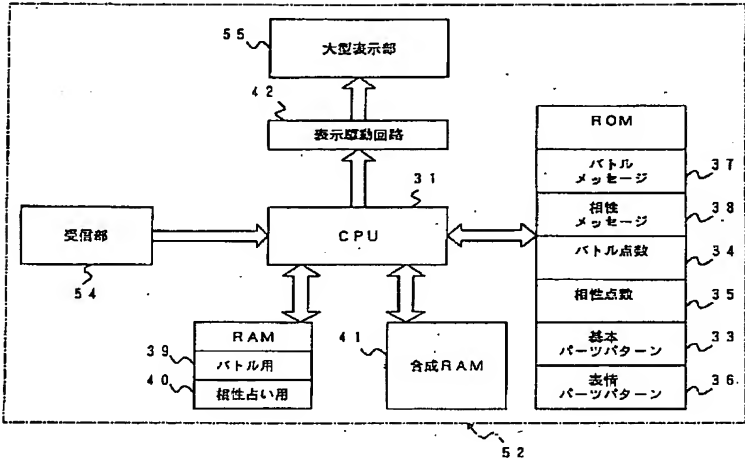 ５５
大型表示部
４２
表示駆動回路
３１
ＣＰＵ
受信部
５４
ＲＯＭ
バトル
メッセージ
３７
相性
メッセージ
３８
バトル点数
３４
相性点数
３５
基本
パーツパターン
３３
表情
パーツパターン
３６
ＲＡＭ
３９
バトル用
４０
相性占い用
４１
合成ＲＡＭ
５２